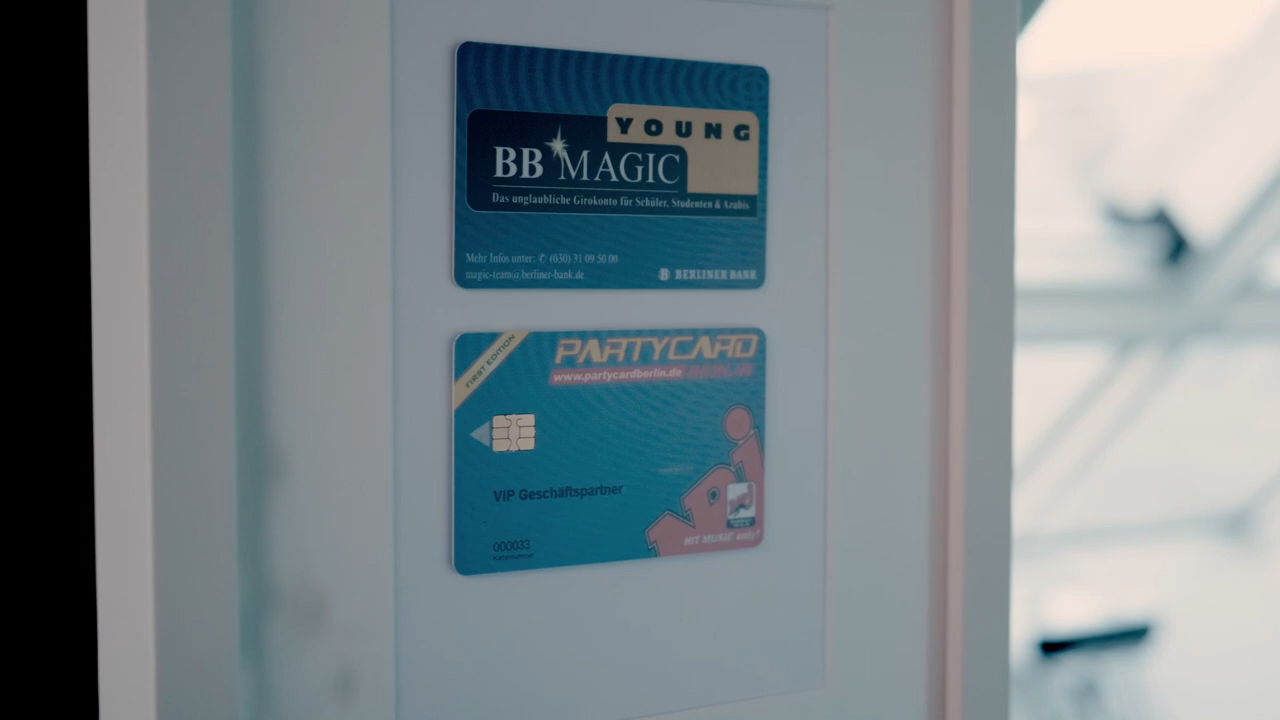 YOUNG
BB MAGIC
Das unglaubliche Girokonto für Schüler, Studenten & Azubis
Mehr Infos unter: ✆ (030) 31 09 50 00
magic-team@berliner-bank.de
BERLINER BANK
FIRST EDITION
PARTYCARD
www.partycardberlin.de
BERLIN
VIP Geschäftspartner
000033
Kartennummer
NRJ
HIT MUSIC only!